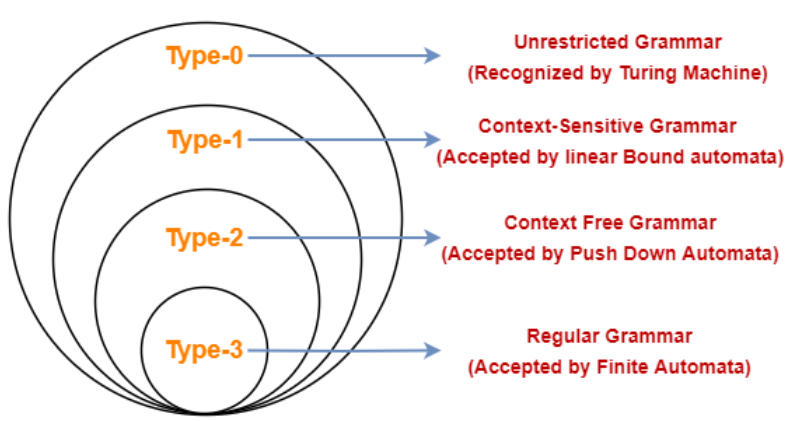 Type-0
Unrestricted Grammar
(Recognized by Turing Machine)
Type-1
Context-Sensitive Grammar
(Accepted by linear Bound automata)
Type-2
Context Free Grammar
(Accepted by Push Down Automata)
Type-3
Regular Grammar
(Accepted by Finite Automata)